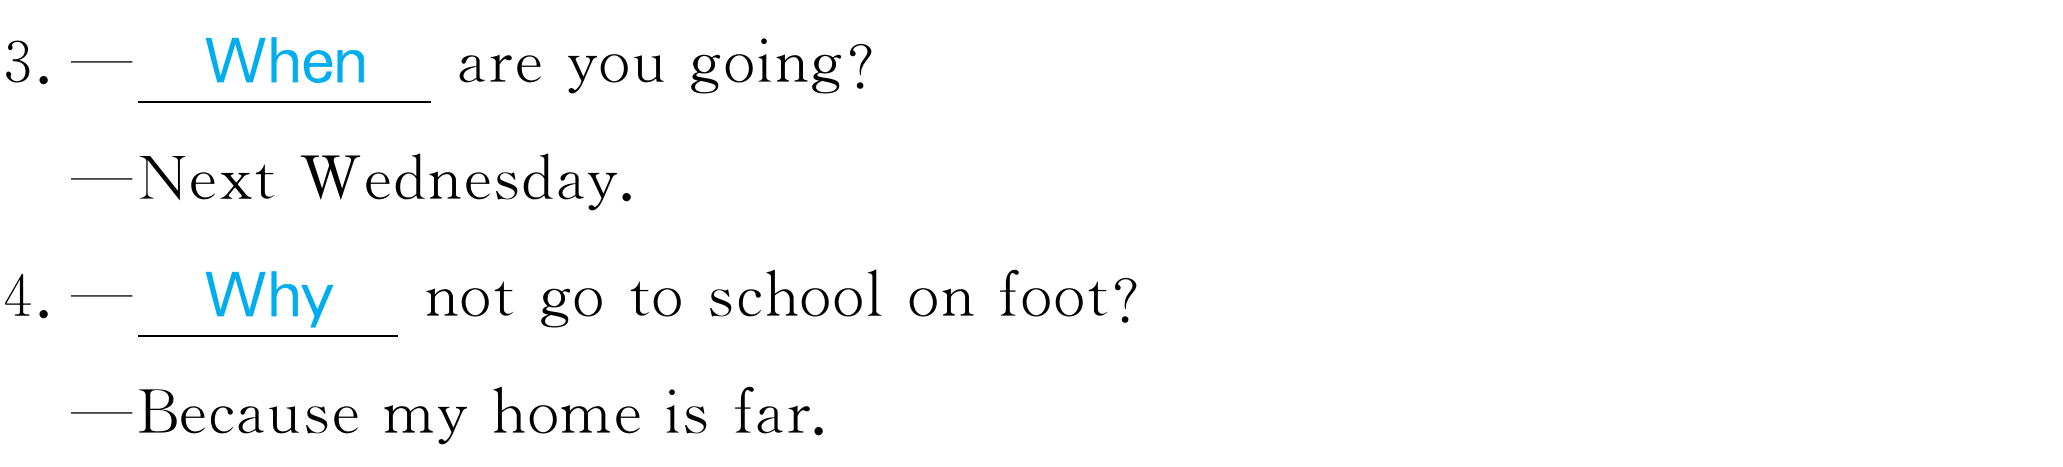 3. — When are you going?
—Next Wednesday.
4. — Why not go to school on foot?
—Because my home is far.